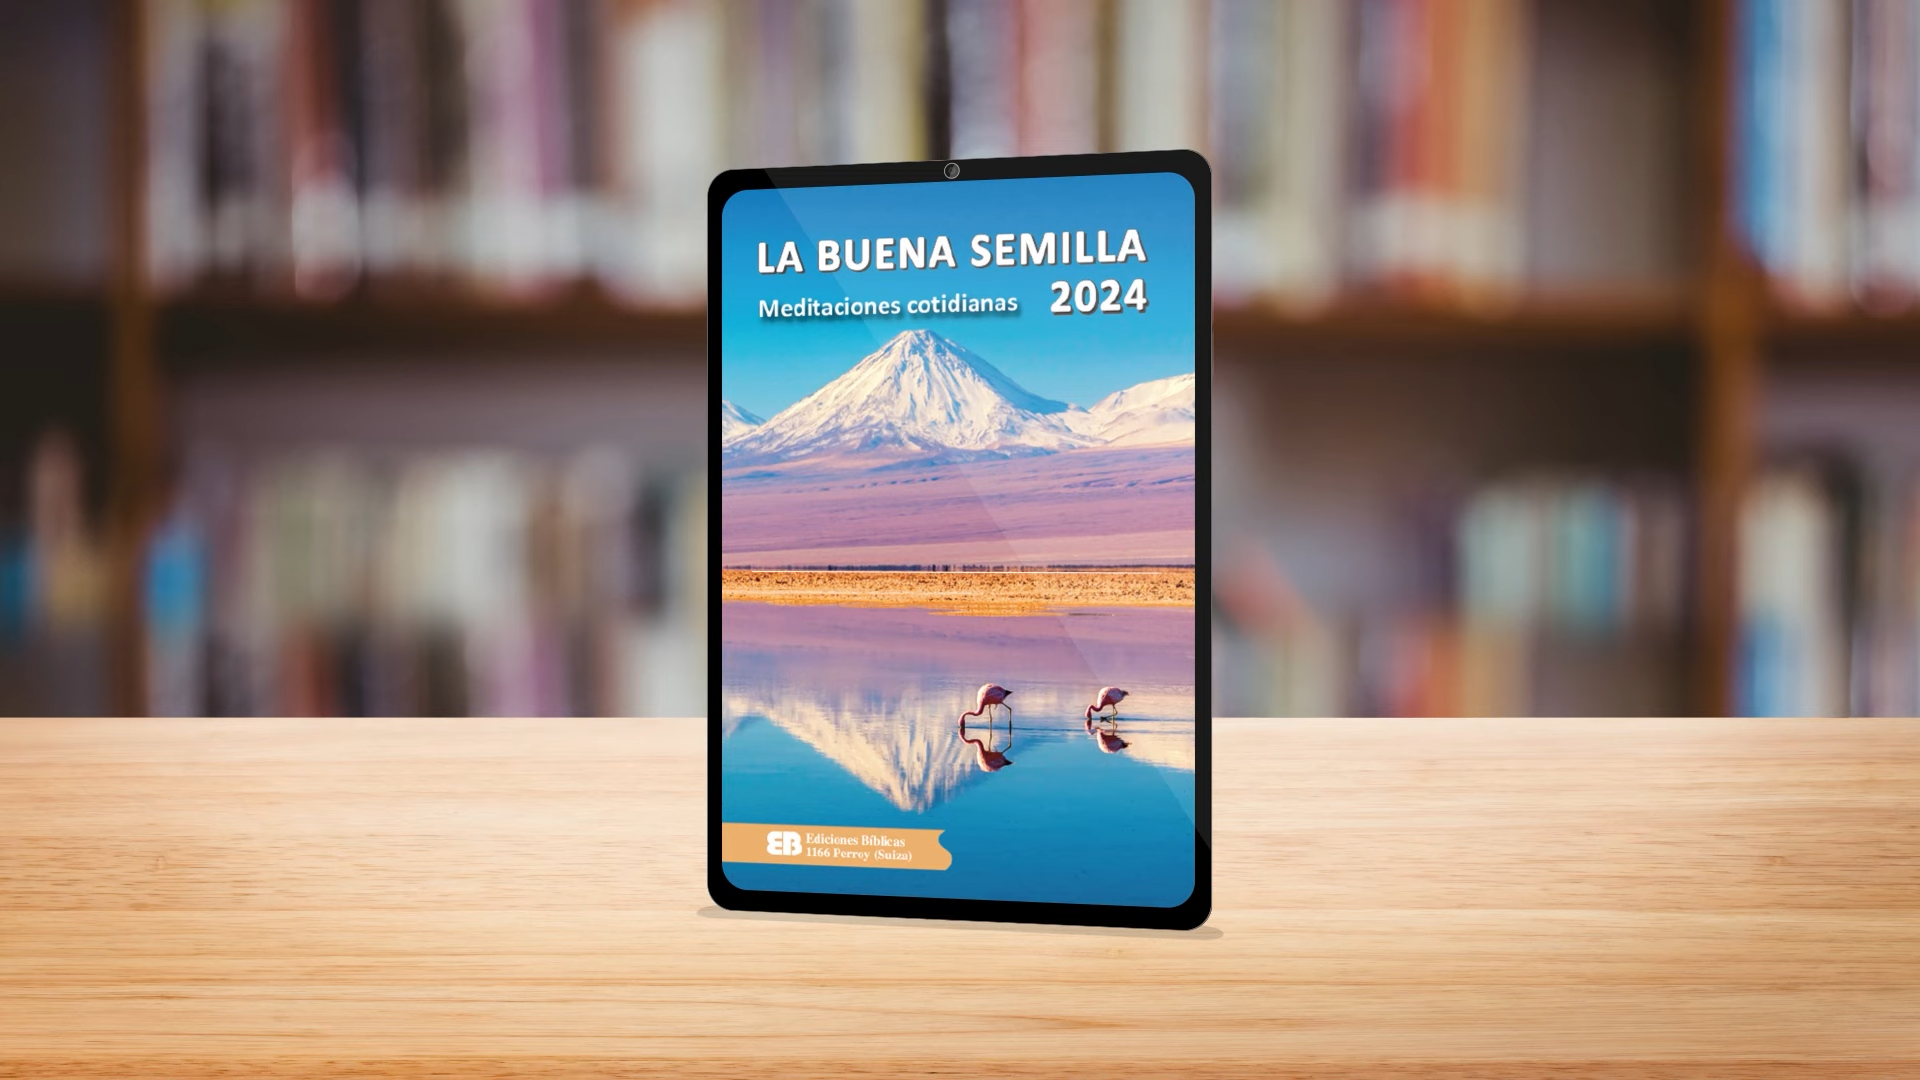 LA BUENA SEMILLA
Meditaciones cotidianas 2024
EB Ediciones Bíblicas
1166 Perroy (Suiza)